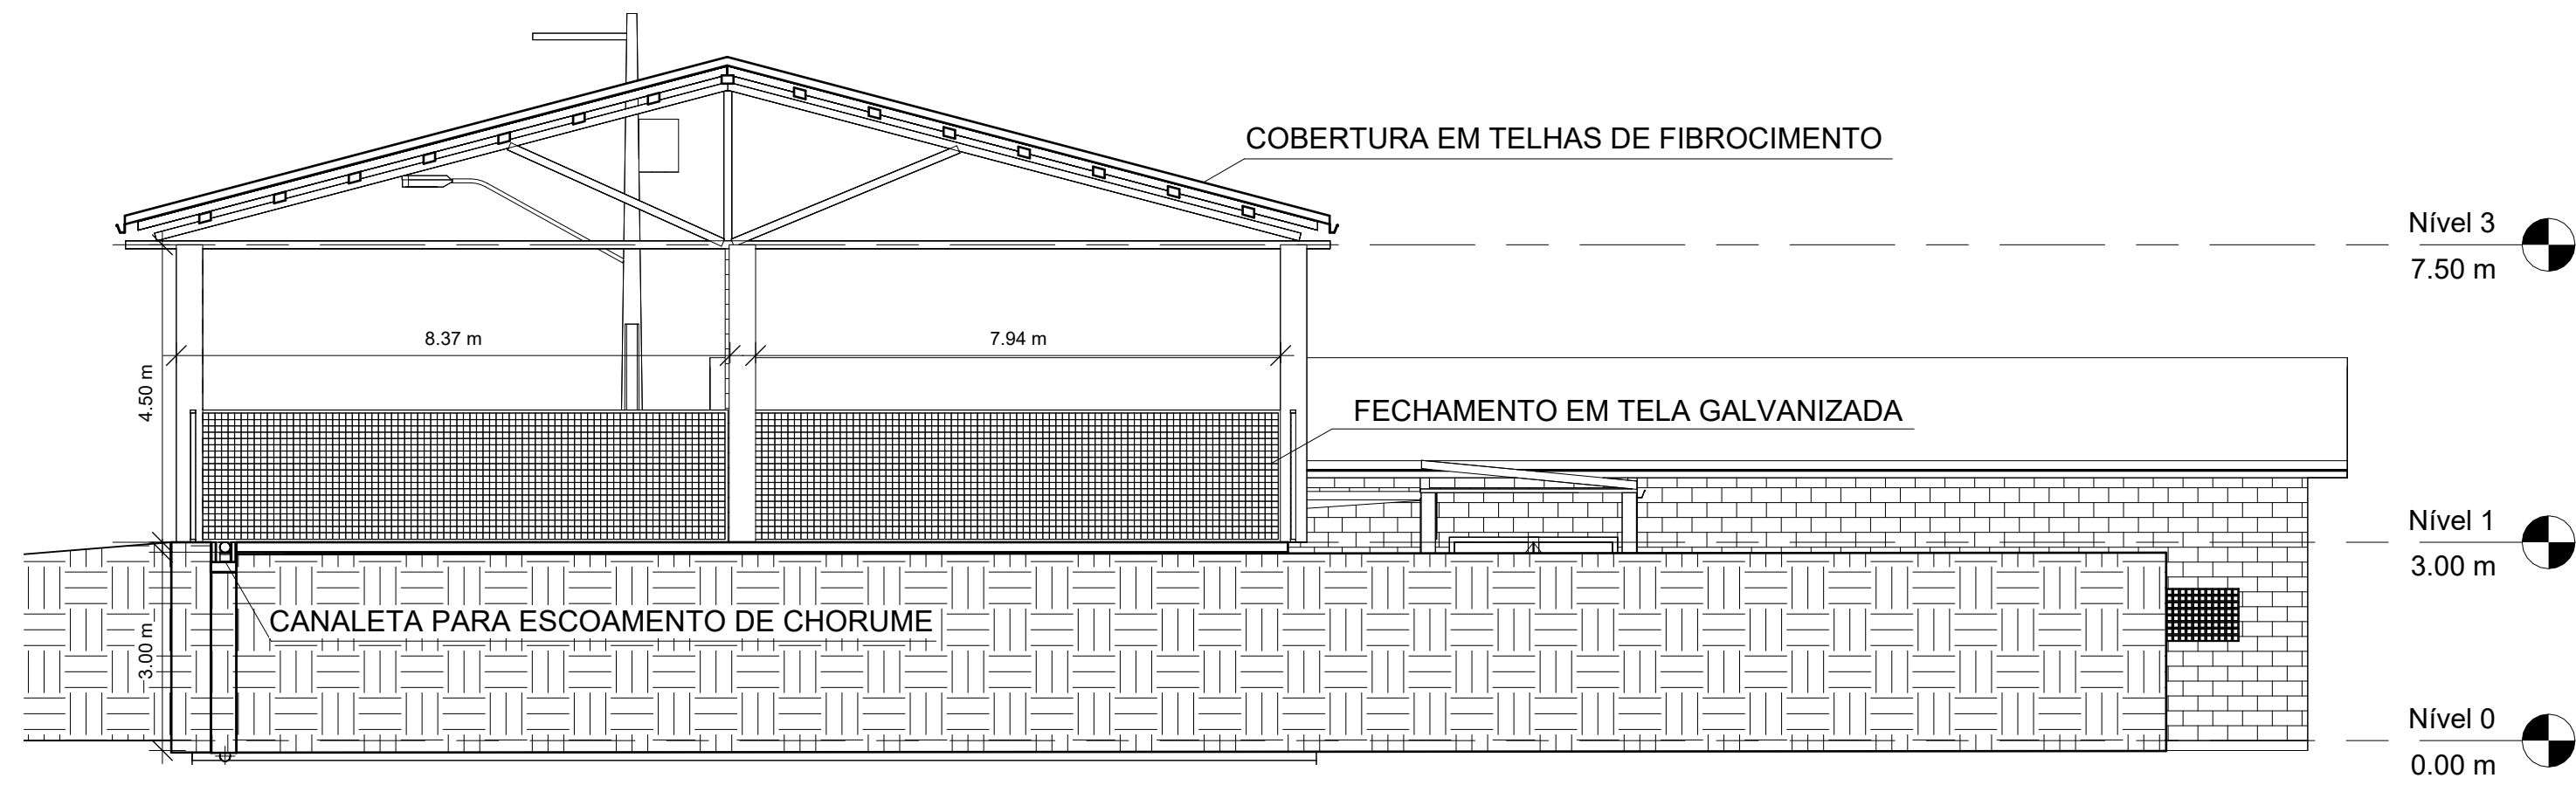 COBERTURA EM TELHAS DE FIBROCIMENTO
Nível 3
7.50 m
8.37 m
7.94 m
4.50 m
FECHAMENTO EM TELA GALVANIZADA
Nível 1
3.00 m
CANALETA PARA ESCOAMENTO DE CHORUME
3.00 m
Nível 0
0.00 m